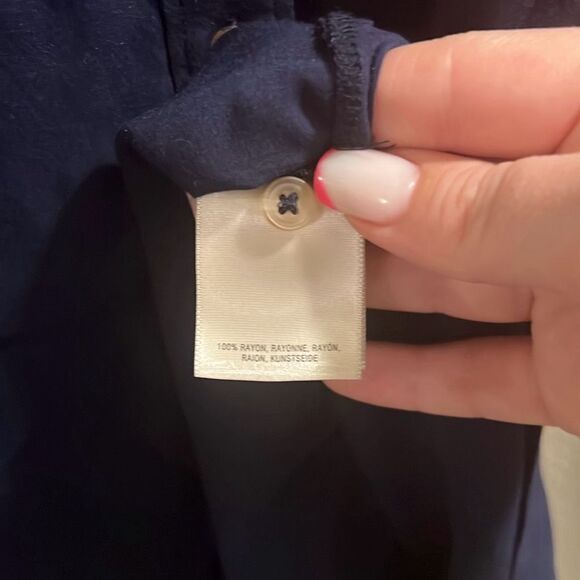 100% RAYON, RAYONNE, RAYÓN,
RAION, KUNSTSEIDE